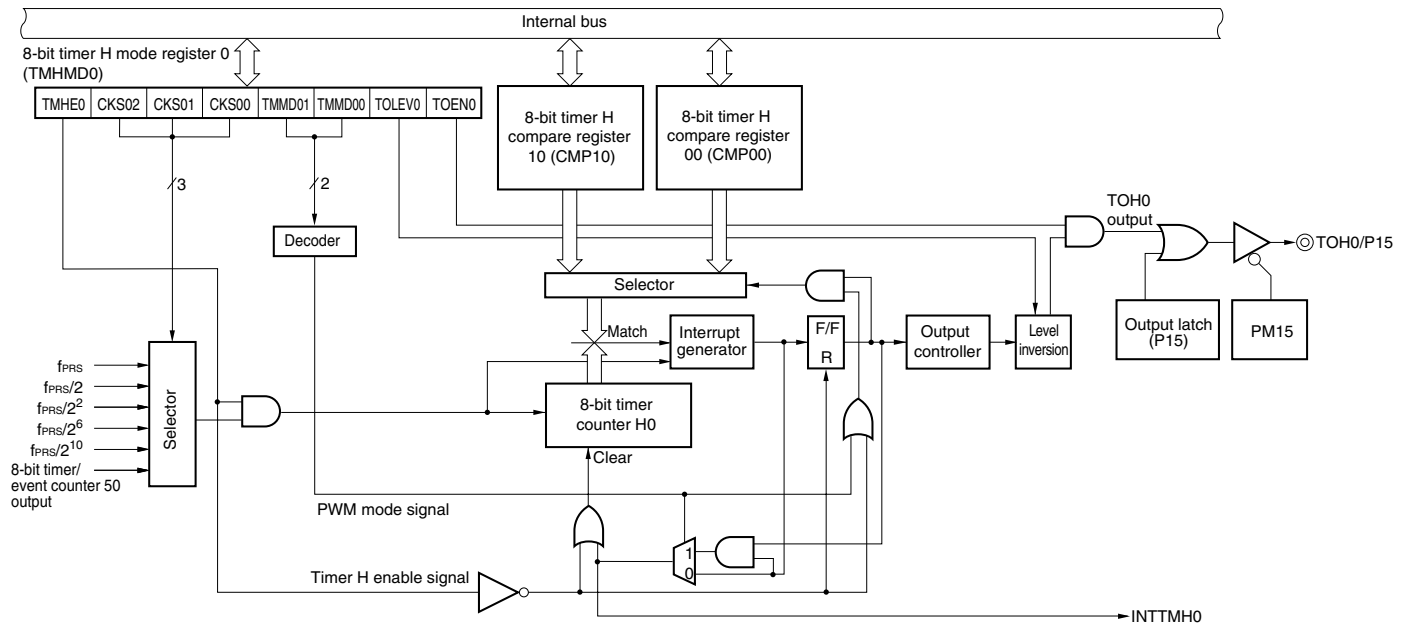 Internal bus
8-bit timer H mode register 0
(TMHMD0)
TMHE0 CKS02 CKS01 CKS00 TMMD01 TMMD00 TOLEV0 TOEN0
8-bit timer H
compare register
10 (CMP10)
8-bit timer H
compare register
00 (CMP00)
3
2
Decoder
TOH0
output
TOH0/P15
Selector
Match
Interrupt
generator
F/F
R
Output
controller
Level
inversion
Output latch
(P15)
PM15
fPRS
fPRS/2
fPRS/2²
fPRS/2⁶
fPRS/2¹⁰
8-bit timer/
event counter 50
output
Selector
8-bit timer
counter H0
Clear
PWM mode signal
1
0
Timer H enable signal
INTTMH0